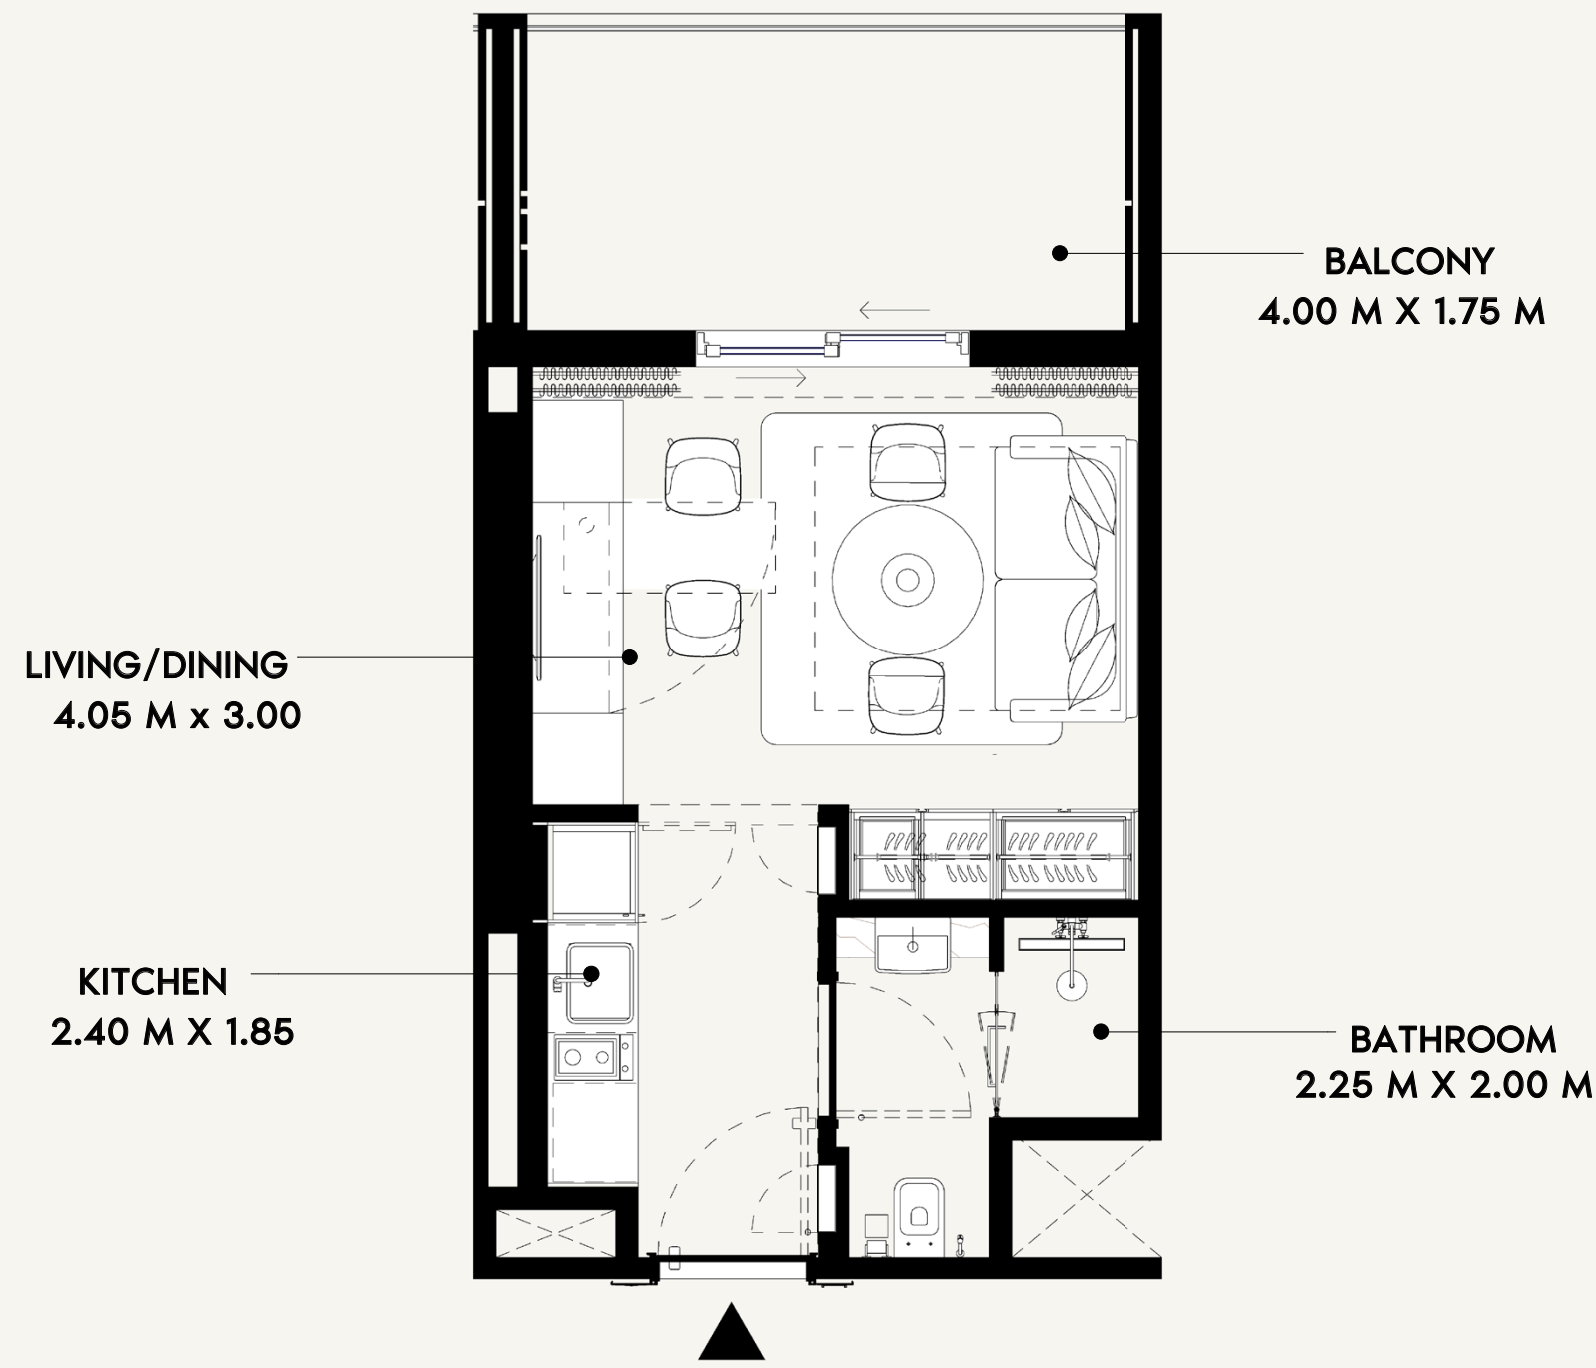 BALCONY
4.00 M X 1.75 M
LIVING/DINING
4.05 M x 3.00
KITCHEN
2.40 M X 1.85
BATHROOM
2.25 M X 2.00 M